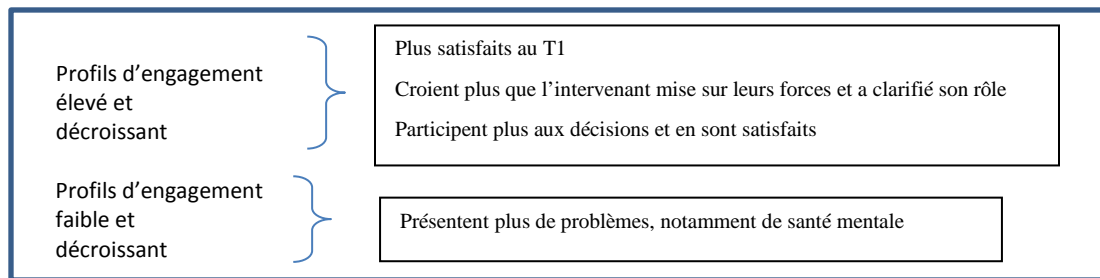 Profils d'engagement
élevé et
décroissant
Plus satisfaits au T1
Croient plus que l'intervenant mise sur leurs forces et a clarifié son rôle
Participent plus aux décisions et en sont satisfaits
Profils d'engagement
faible et
décroissant
Présentent plus de problèmes, notamment de santé mentale